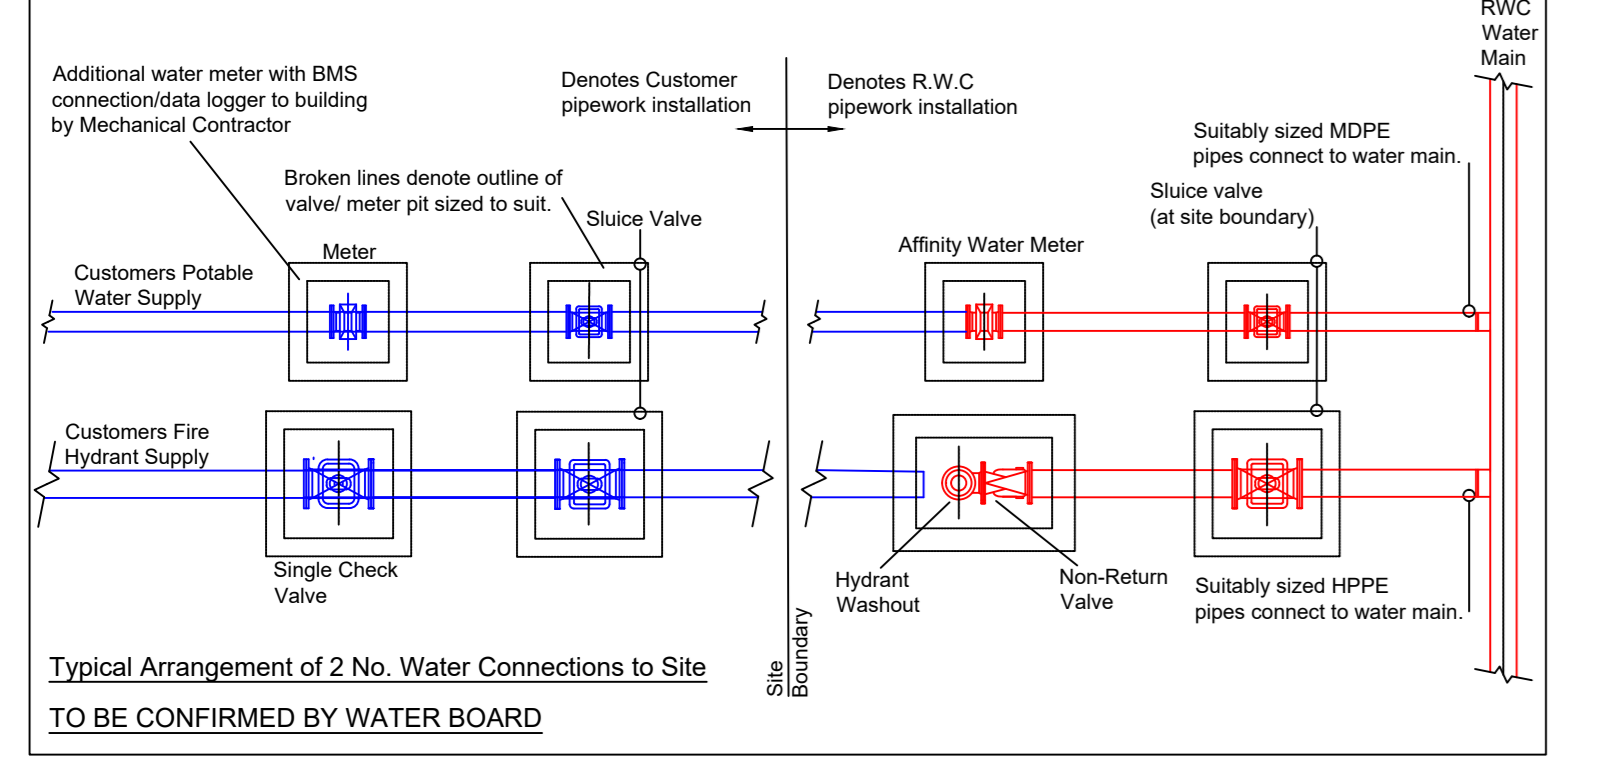 RWC
Water
Main
Additional water meter with BMS
connection/data logger to building
by Mechanical Contractor
Denotes Customer
pipework installation
Denotes R.W.C
pipework installation
Suitably sized MDPE
pipes connect to water main.
Broken lines denote outline of
valve/ meter pit sized to suit.
Sluice valve
(at site boundary)
Sluice Valve
Meter
Affinity Water Meter
Customers Potable
Water Supply
Customers Fire
Hydrant Supply
Single Check
Valve
Hydrant
Washout
Non-Return
Valve
Suitably sized HPPE
pipes connect to water main.
Site
Boundary
Typical Arrangement of 2 No. Water Connections to Site
TO BE CONFIRMED BY WATER BOARD